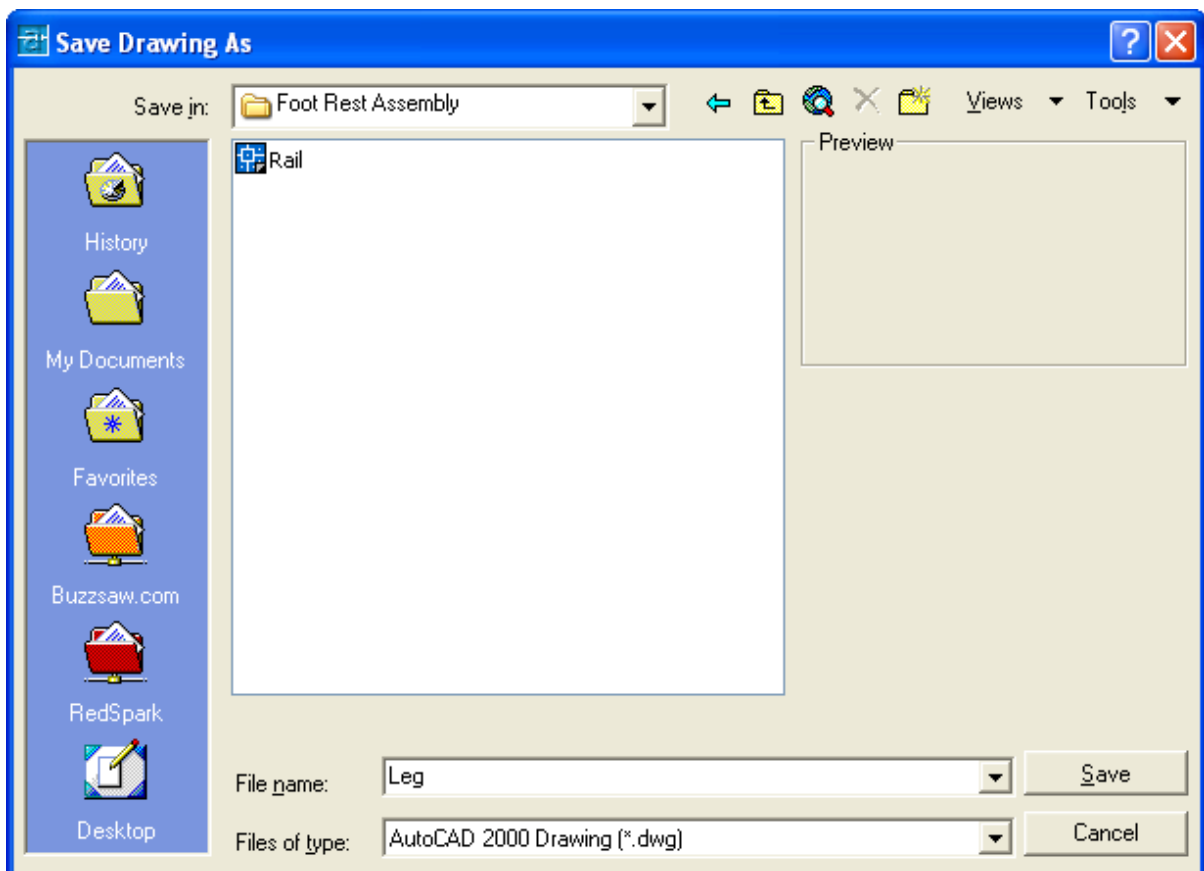 Save Drawing As
Save in: Foot Rest Assembly Views Tools
Rail
Preview
History
My Documents
Favorites
Buzzsaw.com
RedSpark
Desktop
File name: Leg Save
Files of type: AutoCAD 2000 Drawing (*.dwg) Cancel